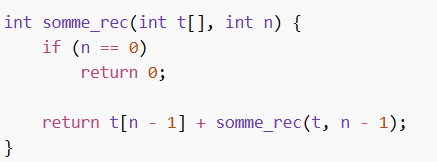 int somme_rec(int t[], int n) {
    if (n == 0)
        return 0;

    return t[n - 1] + somme_rec(t, n - 1);
}